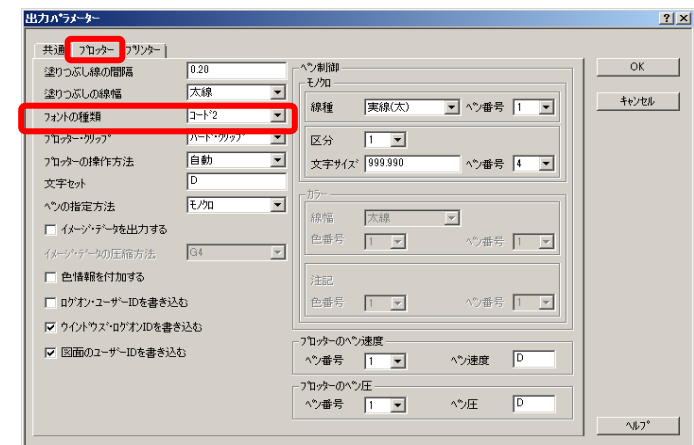 出力ﾊﾟﾗﾒｰﾀｰ
共通 ﾌﾟﾛｯﾀｰ ﾌﾟﾘﾝﾀｰ
塗りつぶし線の間隔 0.20
塗りつぶしの線幅 太線
ﾌｫﾝﾄの種類 ｺｰﾄﾞ2
ﾌﾟﾛｯﾀｰ･ｸﾘｯﾌﾟ ﾊｰﾄﾞ･ｸﾘｯﾌﾟ
ﾌﾟﾛｯﾀｰの操作方法 自動
文字ｾｯﾄ D
ﾍﾟﾝの指定方法 ﾓﾉｸﾛ
ｲﾒｰｼﾞ･ﾃﾞｰﾀを出力する
ｲﾒｰｼﾞ･ﾃﾞｰﾀの圧縮方法 G4
色情報を付加する
ﾛｸﾞｵﾝ･ﾕｰｻﾞｰIDを書き込む
ｳｲﾝﾄﾞｳｽﾞ･ﾛｸﾞｵﾝIDを書き込む
図面のﾕｰｻﾞｰIDを書き込む
ﾍﾟﾝ制御
ﾓﾉｸﾛ
線種 実線(太) ﾍﾟﾝ番号 1
区分 1
文字ｻｲｽﾞ 999.990 ﾍﾟﾝ番号 4
ｶﾗｰ
線幅 太線
色番号 1 ﾍﾟﾝ番号 1
注記
色番号 1 ﾍﾟﾝ番号 1
ﾌﾟﾛｯﾀｰのﾍﾟﾝ速度
ﾍﾟﾝ番号 1 ﾍﾟﾝ速度 D
ﾌﾟﾛｯﾀｰのﾍﾟﾝ圧
ﾍﾟﾝ番号 1 ﾍﾟﾝ圧 D
OK
ｷｬﾝｾﾙ
ﾍﾙﾌﾟ